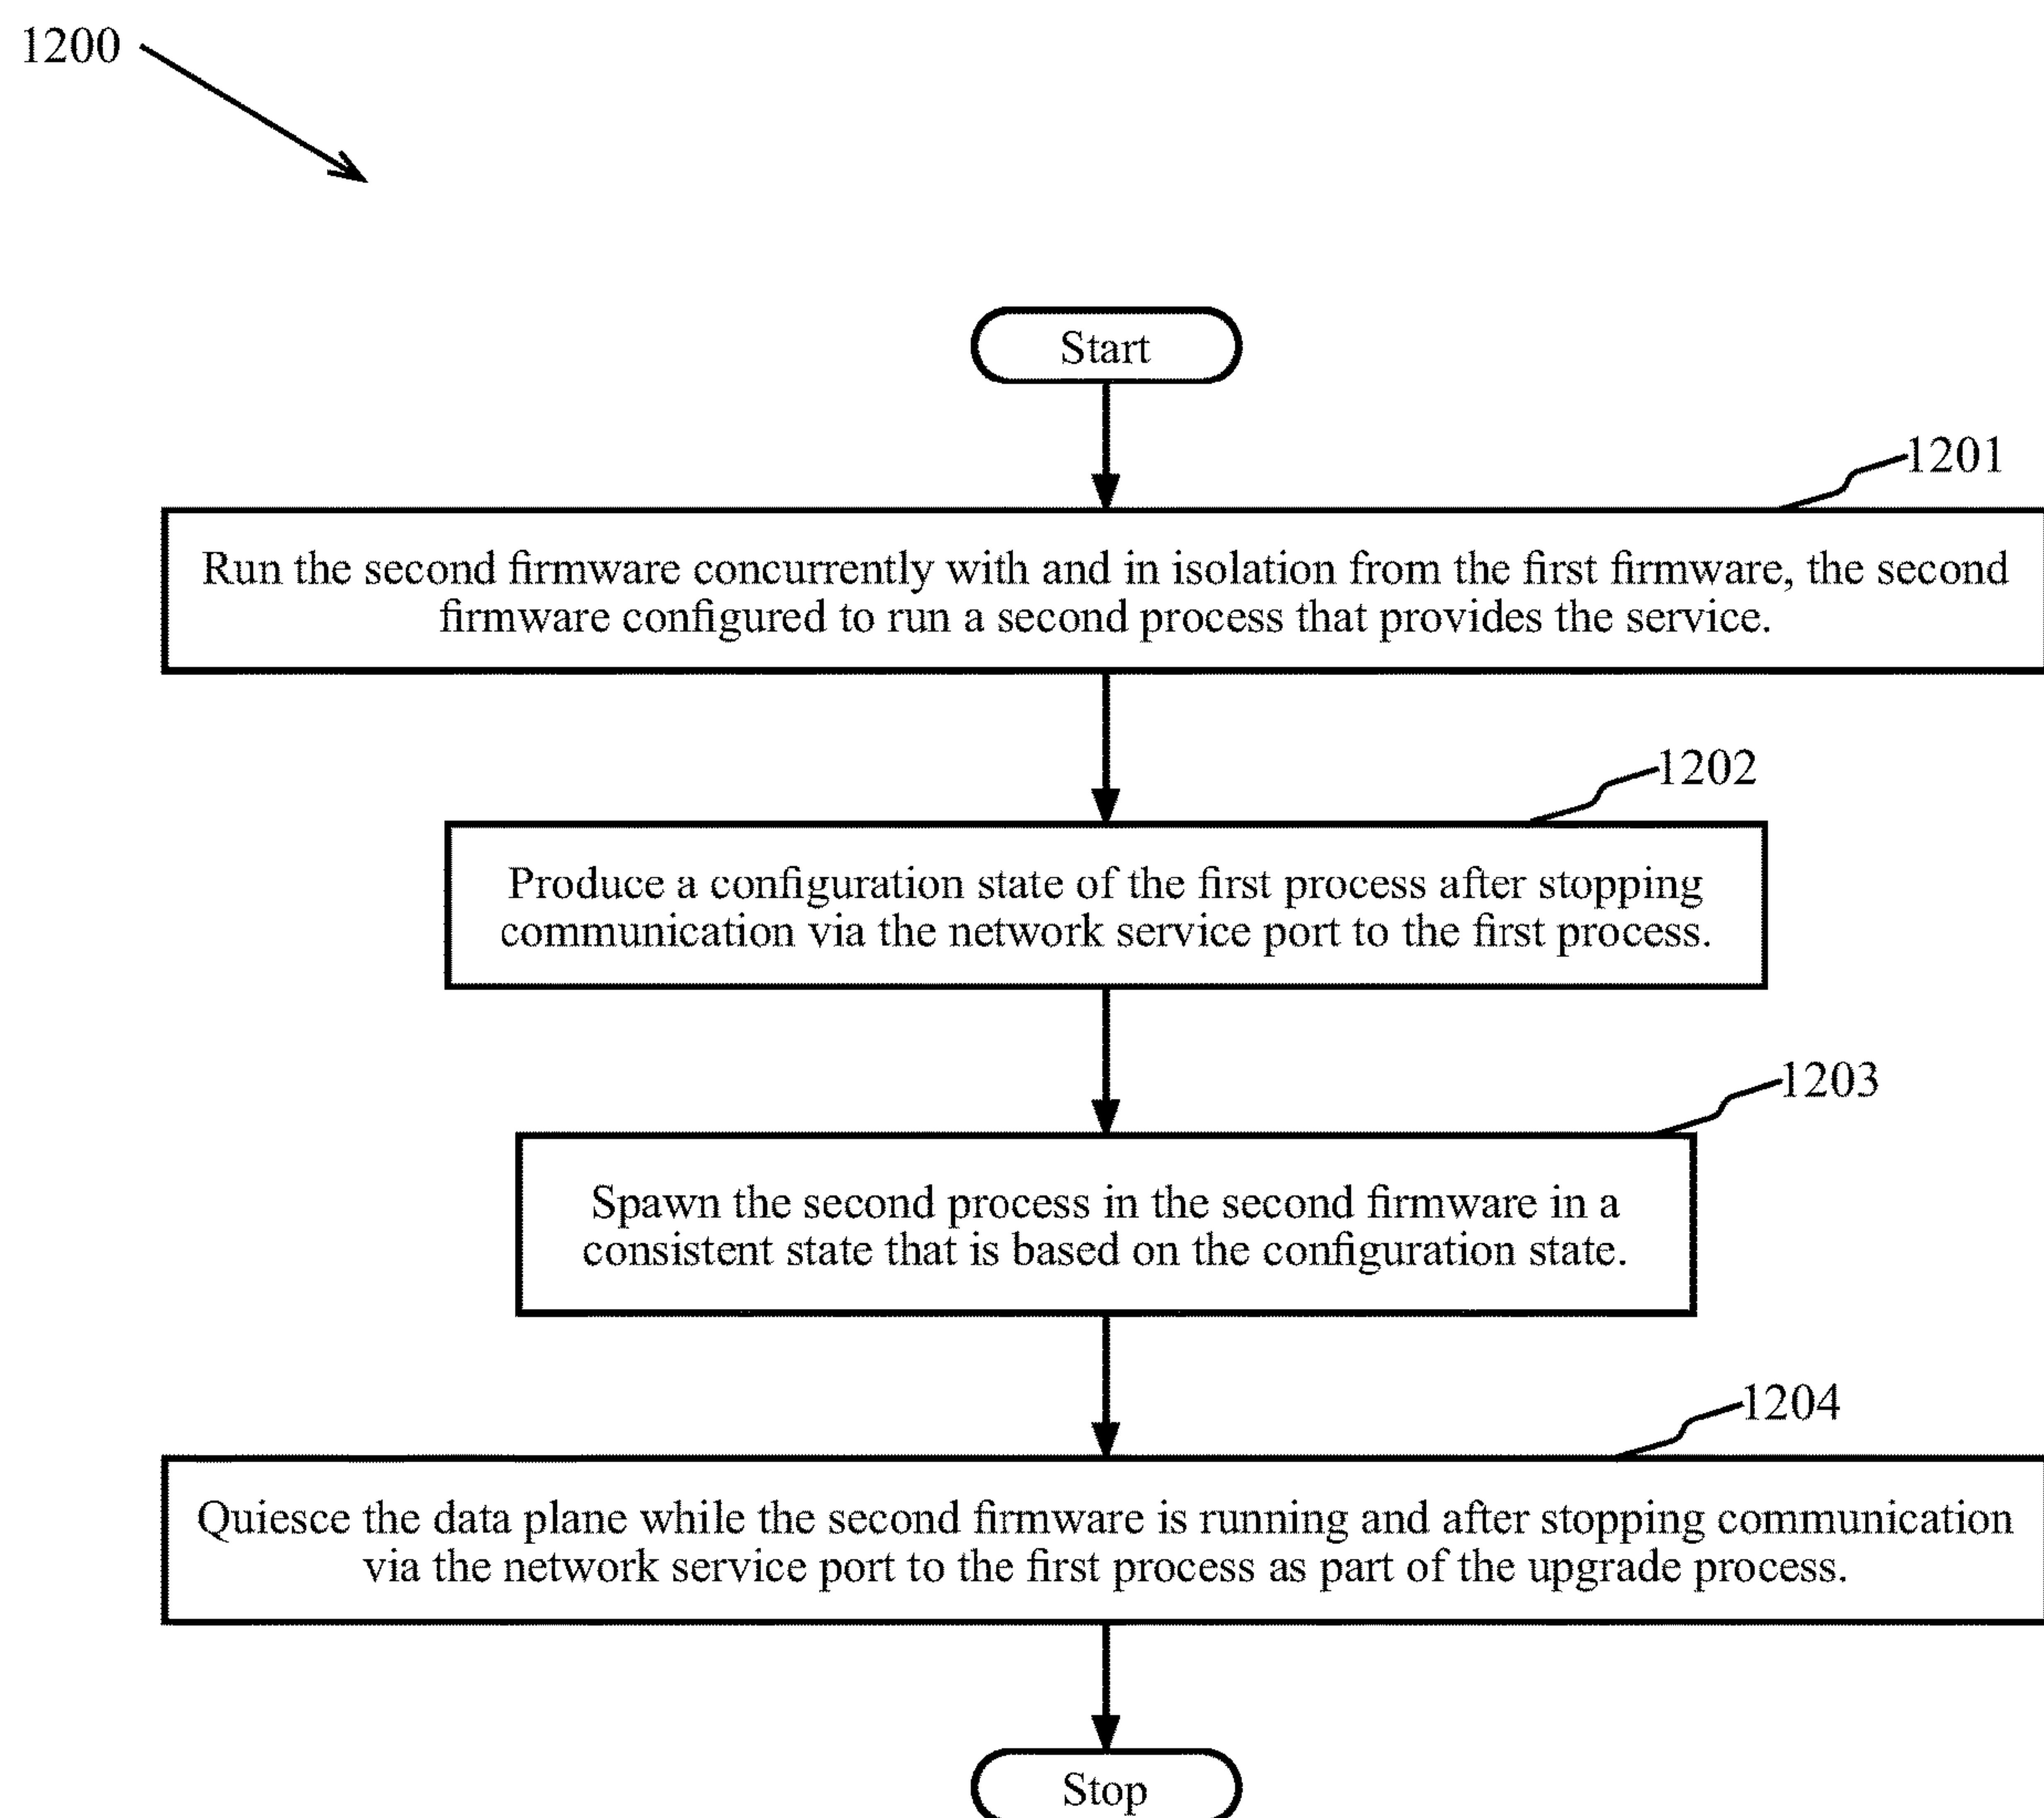 1200
Start
1201
Run the second firmware concurrently with and in isolation from the first firmware, the second
firmware configured to run a second process that provides the service.
1202
Produce a configuration state of the first process after stopping
communication via the network service port to the first process.
1203
Spawn the second process in the second firmware in a
consistent state that is based on the configuration state.
1204
Quiesce the data plane while the second firmware is running and after stopping communication
via the network service port to the first process as part of the upgrade process.
Stop